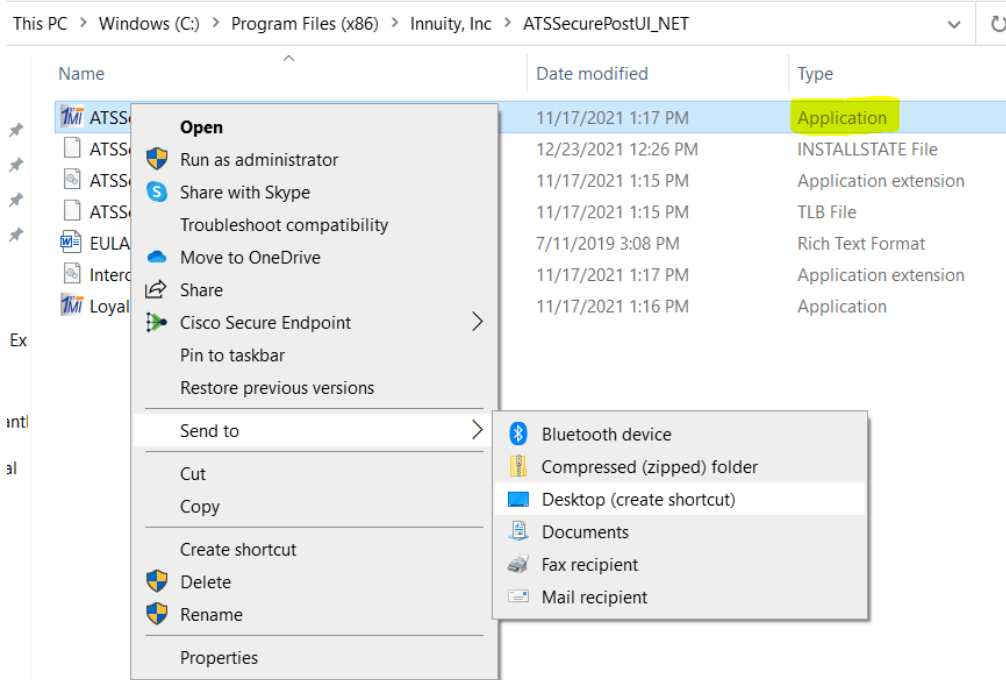 This PC > Windows (C:) > Program Files (x86) > Innuity, Inc > ATSSecurePostUI_NET
Name Date modified Type
ATSS 11/17/2021 1:17 PM Application
ATSS 12/23/2021 12:26 PM INSTALLSTATE File
ATSS 11/17/2021 1:15 PM Application extension
ATSS 11/17/2021 1:15 PM TLB File
EULA 7/11/2019 3:08 PM Rich Text Format
Interc 11/17/2021 1:17 PM Application extension
Loyal 11/17/2021 1:16 PM Application
Open
Run as administrator
Share with Skype
Troubleshoot compatibility
Move to OneDrive
Share
Cisco Secure Endpoint
Pin to taskbar
Restore previous versions
Send to
Cut
Copy
Create shortcut
Delete
Rename
Properties
Bluetooth device
Compressed (zipped) folder
Desktop (create shortcut)
Documents
Fax recipient
Mail recipient
Ex
al